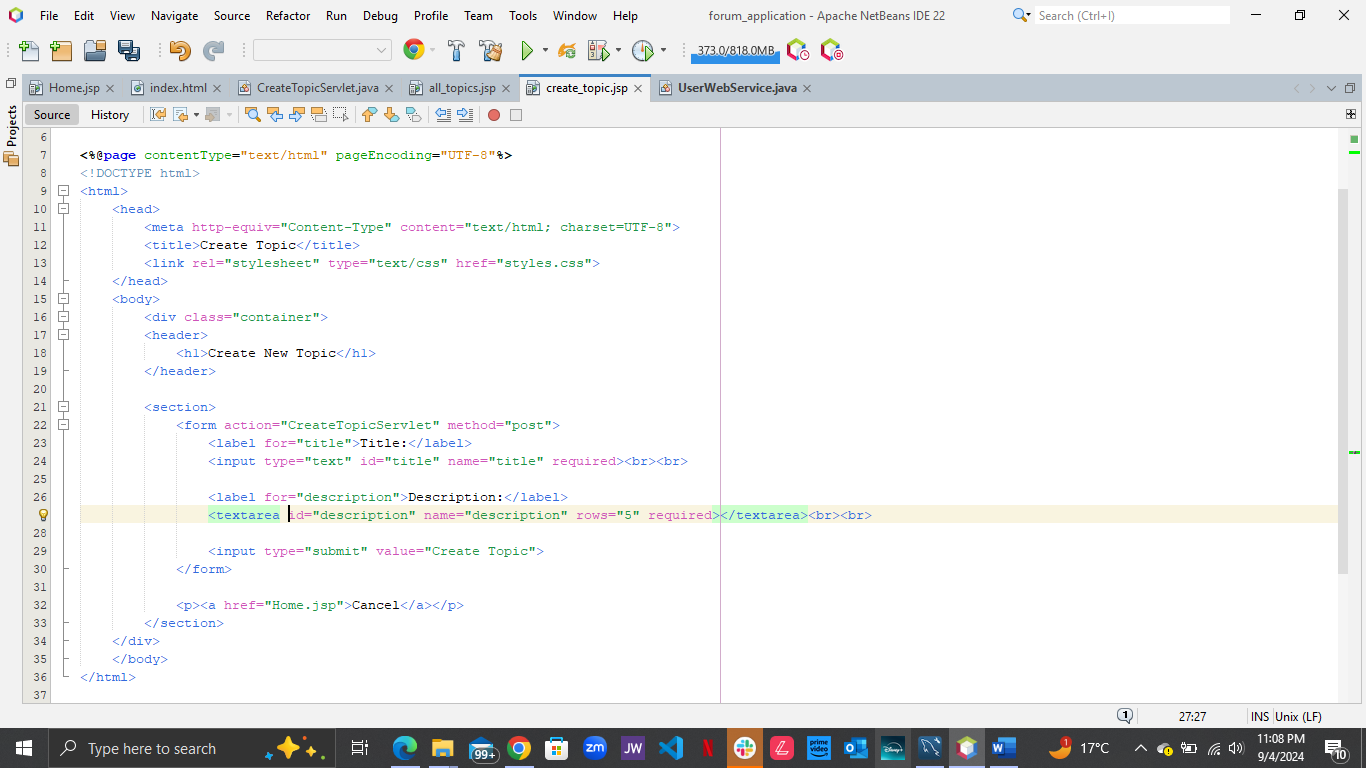 File Edit View Navigate Source Refactor Run Debug Profile Team Tools Window Help forum_application - Apache NetBeans IDE 22 Search (Ctrl+I)
373.0/818.0MB
Home.jsp index.html CreateTopicServlet.java all_topics.jsp create_topic.jsp UserWebService.java
Projects
Source History
6
7 <%@page contentType="text/html" pageEncoding="UTF-8"%>
8 <!DOCTYPE html>
9 <html>
10 <head>
11 <meta http-equiv="Content-Type" content="text/html; charset=UTF-8">
12 <title>Create Topic</title>
13 <link rel="stylesheet" type="text/css" href="styles.css">
14 </head>
15 <body>
16 <div class="container">
17 <header>
18 <h1>Create New Topic</h1>
19 </header>
20
21 <section>
22 <form action="CreateTopicServlet" method="post">
23 <label for="title">Title:</label>
24 <input type="text" id="title" name="title" required><br><br>
25
26 <label for="description">Description:</label>
<textarea id="description" name="description" rows="5" required></textarea><br><br>
28
29 <input type="submit" value="Create Topic">
30 </form>
31
32 <p><a href="Home.jsp">Cancel</a></p>
33 </section>
34 </div>
35 </body>
36 </html>
37
1 27:27 INS Unix (LF)
Type here to search 99+ zm JW prime video Disney+ W 1 17°C 11:08 PM
9/4/2024 10